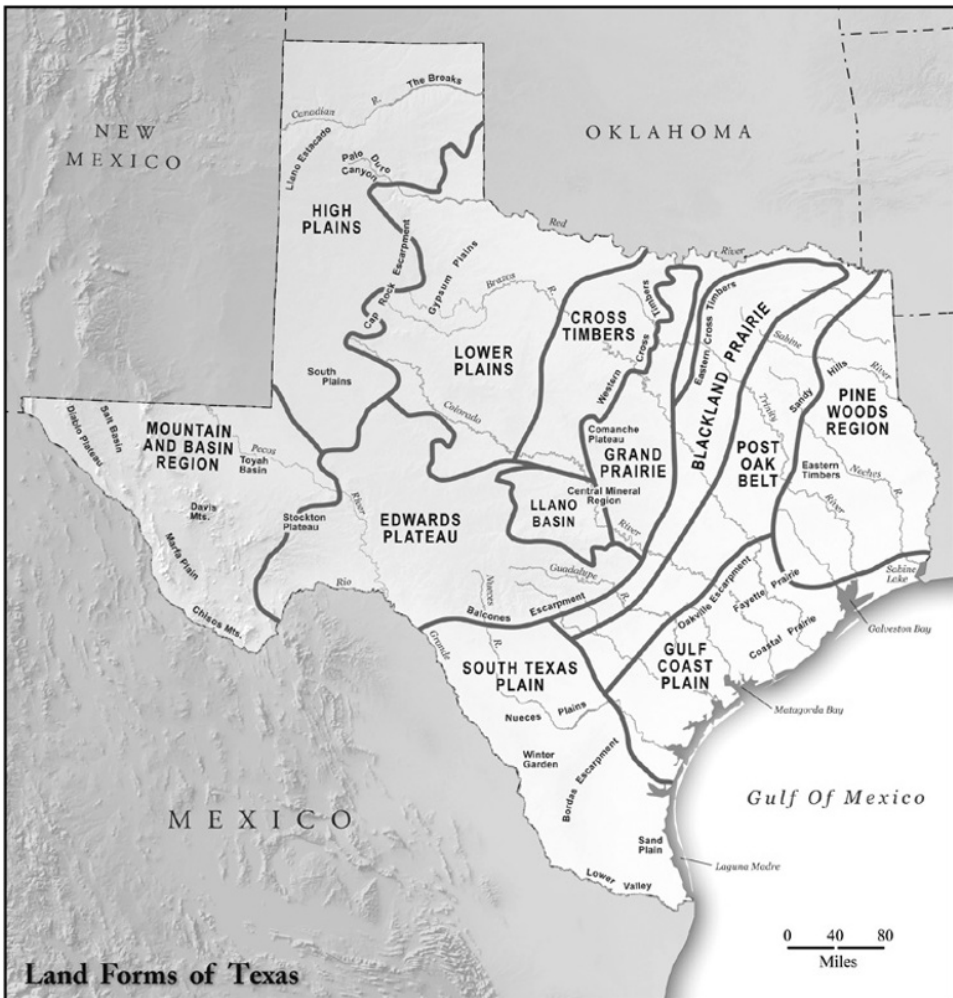 The Breaks
Canadian
R.
NEW
MEXICO
OKLAHOMA
Llano Estacado
Palo Duro
Canyon
HIGH
PLAINS
Red
River
Cap Rock Escarpment
Gypsum Plains
Brazos
R.
CROSS
TIMBERS
Western Cross Timbers
Eastern Cross Timbers
BLACKLAND PRAIRIE
Sabine
River
Sandy Hills
LOWER
PLAINS
South
Plains
Colorado
PINE
WOODS
REGION
Diablo Plateau
Salt Basin
MOUNTAIN
AND BASIN
REGION
Pecos
Toyah
Basin
River
Comanche
Plateau
GRAND
PRAIRIE
Trinity
River
POST
OAK
BELT
Eastern
Timbers
Neches
R.
Central Mineral
Region
LLANO
BASIN
River
Davis
Mts.
Stockton
Plateau
EDWARDS
PLATEAU
Marfa Plain
Chisos Mts.
Rio
Grande
Nueces
R.
Guadalupe
R.
Balcones Escarpment
Oakville Escarpment
Fayette Prairie
Coastal Prairie
Sabine
Lake
Galveston Bay
SOUTH TEXAS
PLAIN
GULF
COAST
PLAIN
Matagorda Bay
Nueces Plains
Winter
Garden
Bordas Escarpment
Gulf Of Mexico
MEXICO
Sand
Plain
Laguna Madre
Lower Valley
0 40 80
Miles
Land Forms of Texas